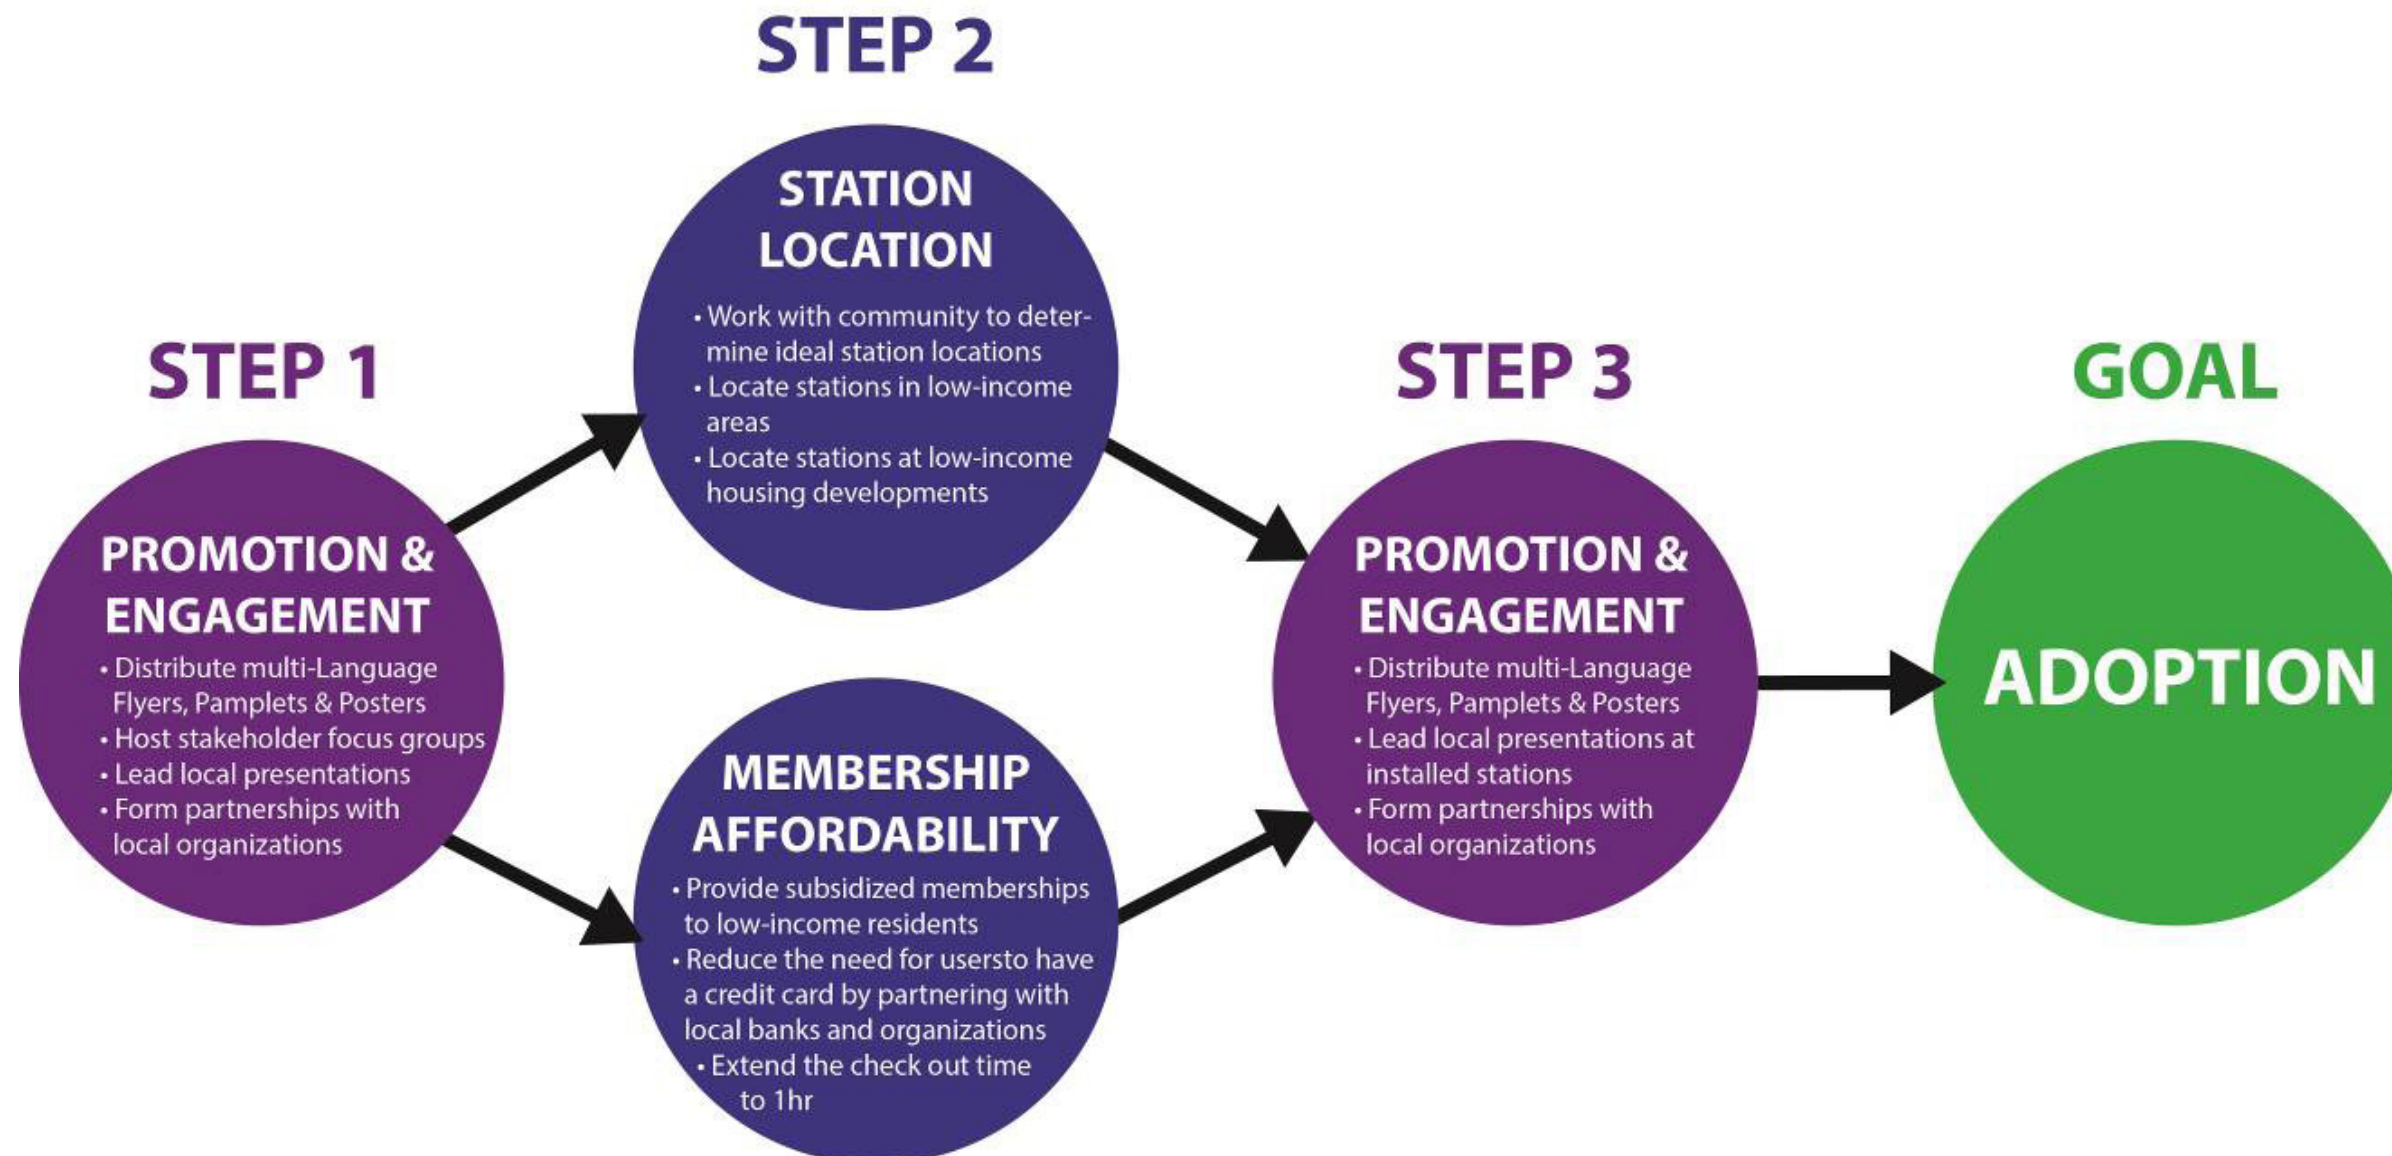 STEP 1
PROMOTION &
ENGAGEMENT
• Distribute multi-Language
Flyers, Pamplets & Posters
• Host stakeholder focus groups
• Lead local presentations
• Form partnerships with
local organizations
STEP 2
STATION
LOCATION
• Work with community to deter-
mine ideal station locations
• Locate stations in low-income
areas
• Locate stations at low-income
housing developments
MEMBERSHIP
AFFORDABILITY
• Provide subsidized memberships
to low-income residents
• Reduce the need for usersto have
a credit card by partnering with
local banks and organizations
• Extend the check out time
to 1hr
STEP 3
PROMOTION &
ENGAGEMENT
• Distribute multi-Language
Flyers, Pamplets & Posters
• Lead local presentations at
installed stations
• Form partnerships with
local organizations
GOAL
ADOPTION